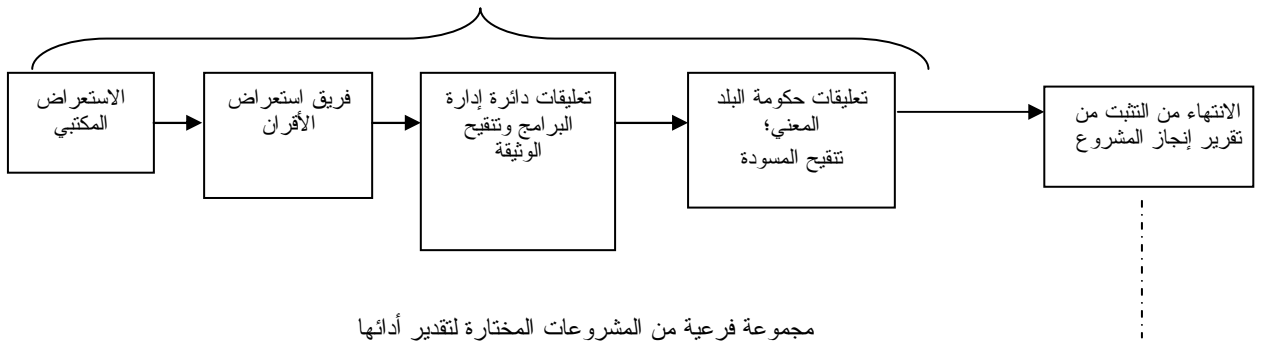 الاستعراض
المكتبي
فريق استعراض
الأقران
تعليقات دائرة إدارة
البرامج وتنقيح
الوثيقة
تعليقات حكومة البلد
المعني؛
تنقيح المسودة
الانتهاء من التثبت من
تقرير إنجاز المشروع
مجموعة فرعية من المشروعات المختارة لتقدير أدائها